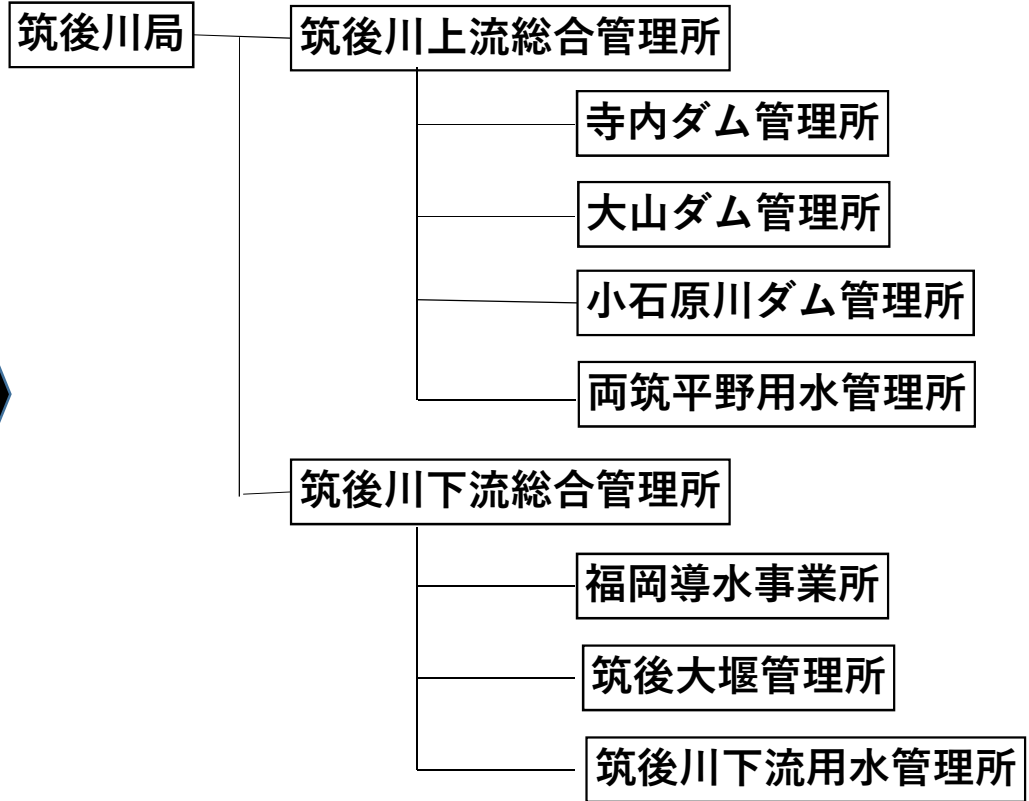 筑後川局
筑後川上流総合管理所
寺内ダム管理所
大山ダム管理所
小石原川ダム管理所
両筑平野用水管理所
筑後川下流総合管理所
福岡導水事業所
筑後大堰管理所
筑後川下流用水管理所